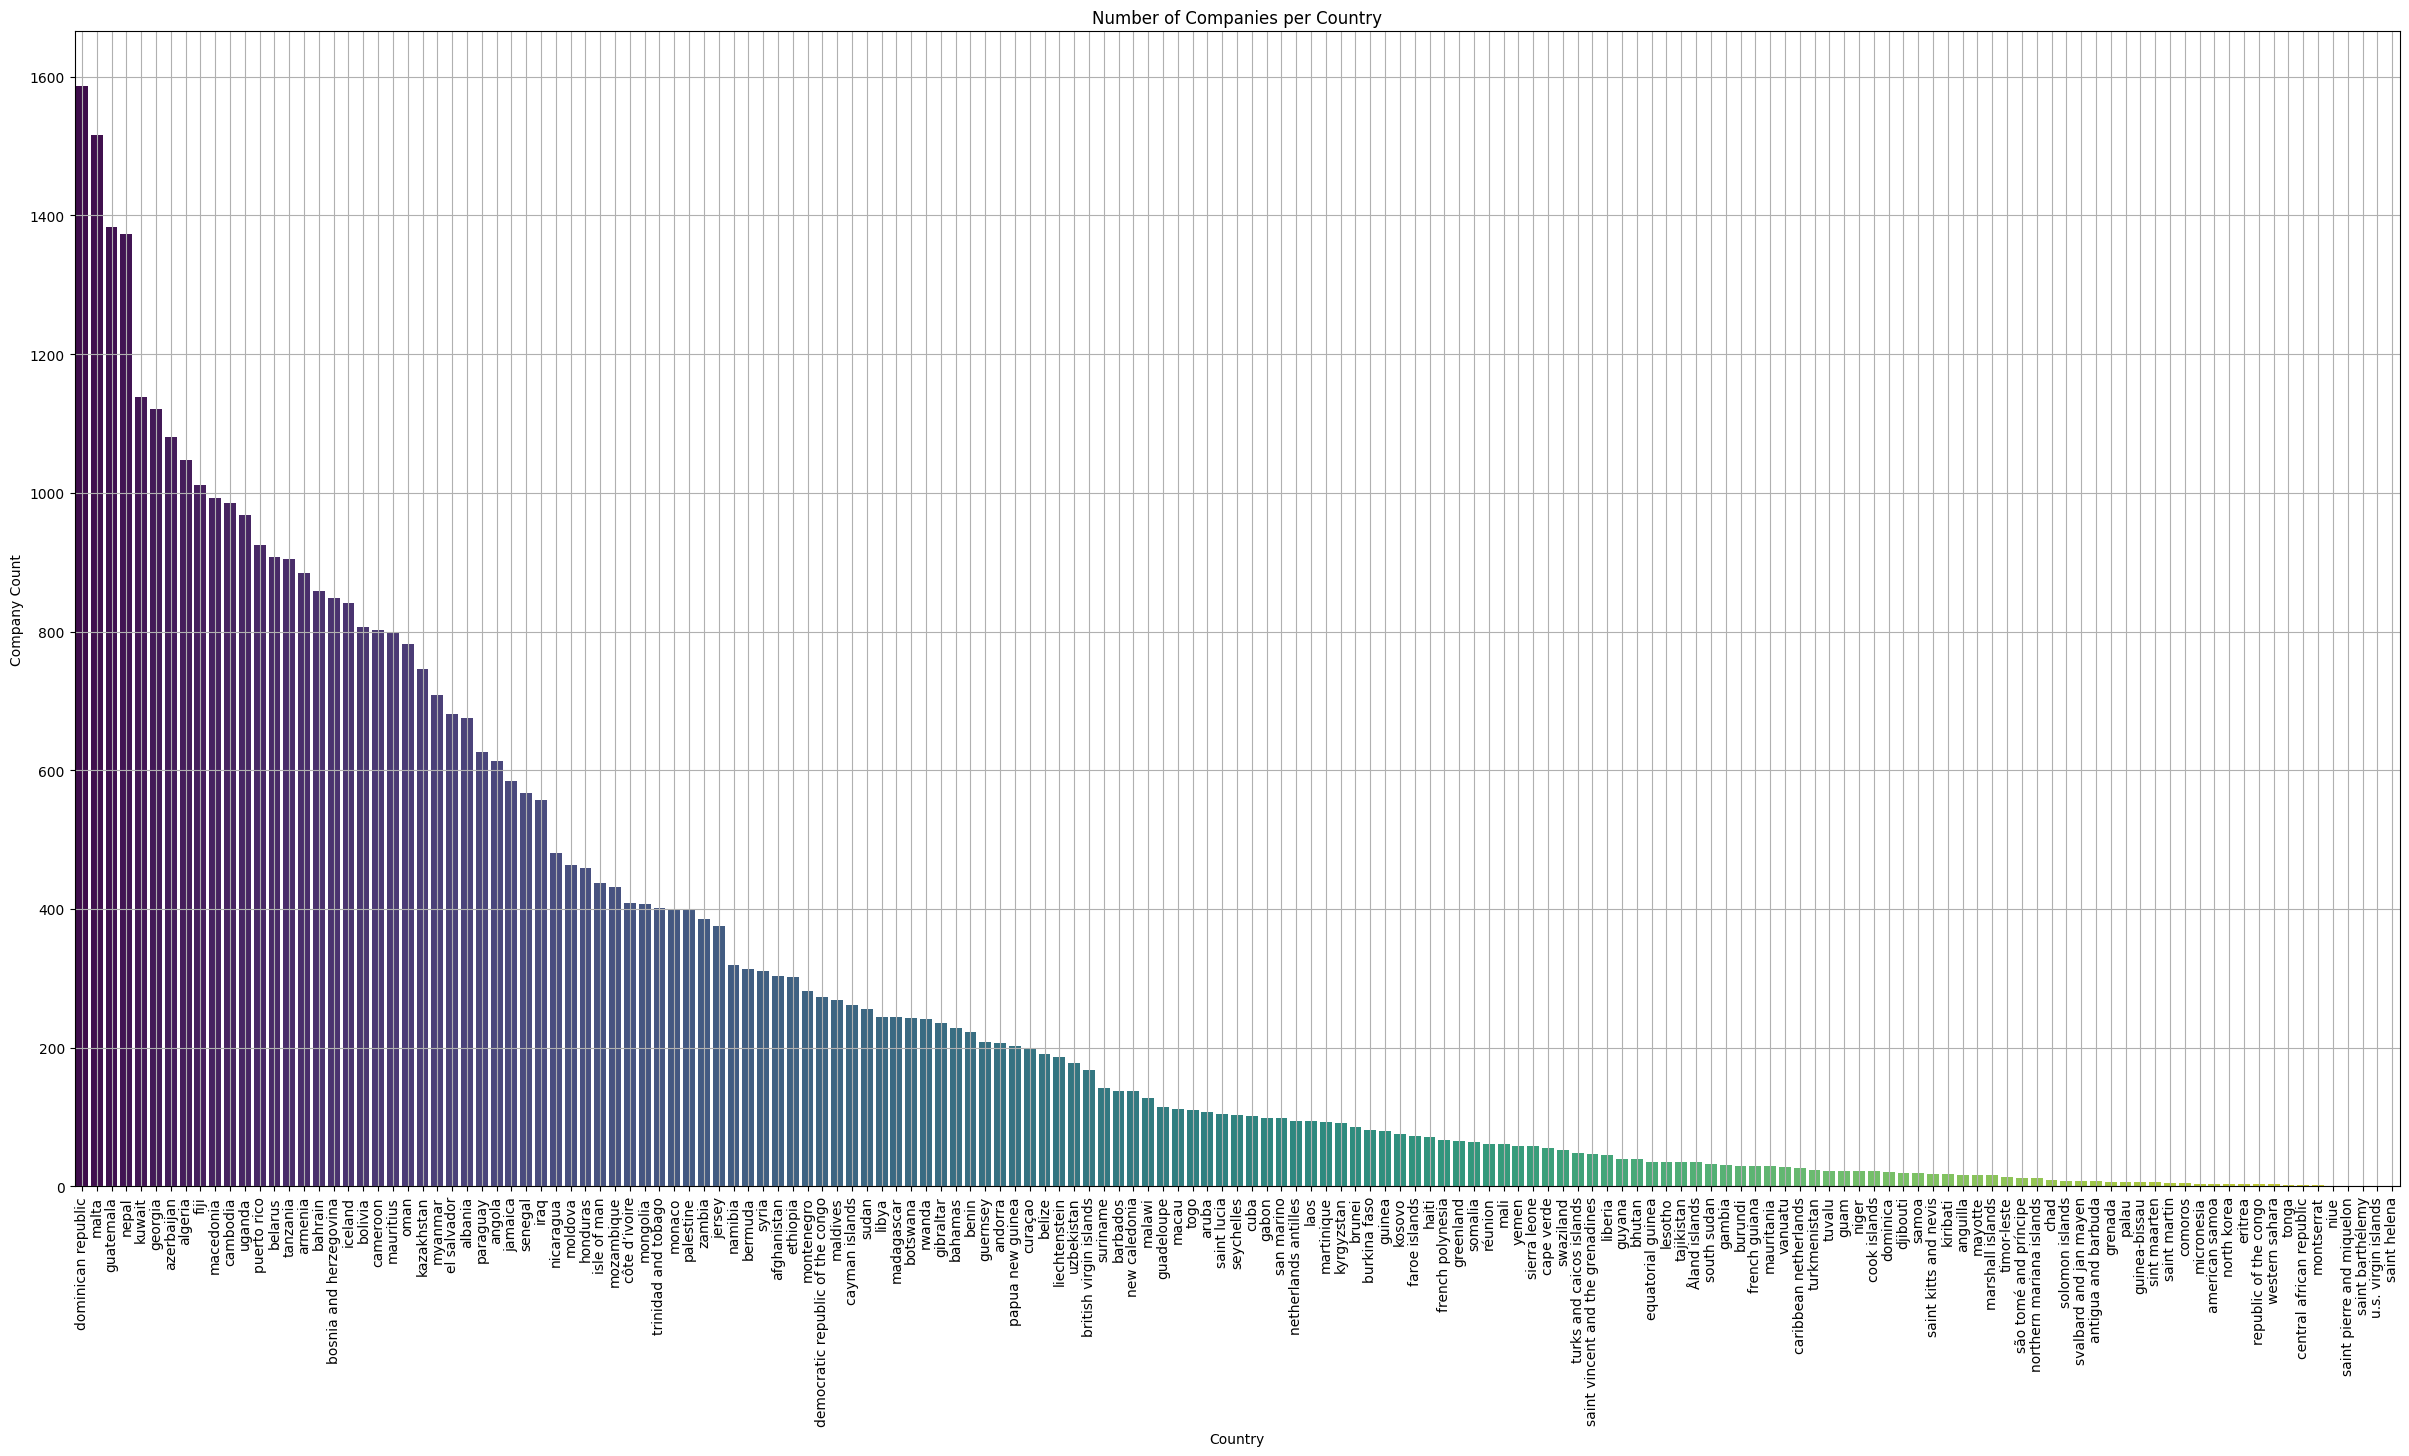 Number of Companies per Country
Company Count
1600
1400
1200
1000
800
600
400
200
0
dominican republic
malta
guatemala
nepal
kuwait
georgia
azerbaijan
algeria
fiji
macedonia
cambodia
uganda
puerto rico
belarus
tanzania
armenia
bahrain
bosnia and herzegovina
iceland
bolivia
cameroon
mauritius
oman
kazakhstan
myanmar
el salvador
albania
paraguay
angola
jamaica
senegal
iraq
nicaragua
moldova
honduras
isle of man
mozambique
côte d'ivoire
mongolia
trinidad and tobago
monaco
palestine
zambia
jersey
namibia
bermuda
syria
afghanistan
ethiopia
montenegro
democratic republic of the congo
maldives
cayman islands
sudan
libya
madagascar
botswana
rwanda
gibraltar
bahamas
benin
guernsey
andorra
papua new guinea
curaçao
belize
liechtenstein
uzbekistan
british virgin islands
suriname
barbados
new caledonia
malawi
guadeloupe
macau
togo
aruba
saint lucia
seychelles
cuba
gabon
san marino
netherlands antilles
laos
martinique
kyrgyzstan
brunei
burkina faso
guinea
kosovo
faroe islands
haiti
french polynesia
greenland
somalia
réunion
mali
yemen
sierra leone
cape verde
swaziland
turks and caicos islands
saint vincent and the grenadines
liberia
guyana
bhutan
equatorial guinea
lesotho
tajikistan
Åland islands
south sudan
gambia
burundi
french guiana
mauritania
vanuatu
caribbean netherlands
turkmenistan
tuvalu
guam
niger
cook islands
dominica
djibouti
samoa
saint kitts and nevis
kiribati
anguilla
mayotte
marshall islands
timor-leste
são tomé and príncipe
northern mariana islands
chad
solomon islands
svalbard and jan mayen
antigua and barbuda
grenada
palau
guinea-bissau
sint maarten
saint martin
comoros
micronesia
american samoa
north korea
eritrea
republic of the congo
western sahara
tonga
central african republic
montserrat
niue
saint pierre and miquelon
saint barthélemy
u.s. virgin islands
saint helena
Country